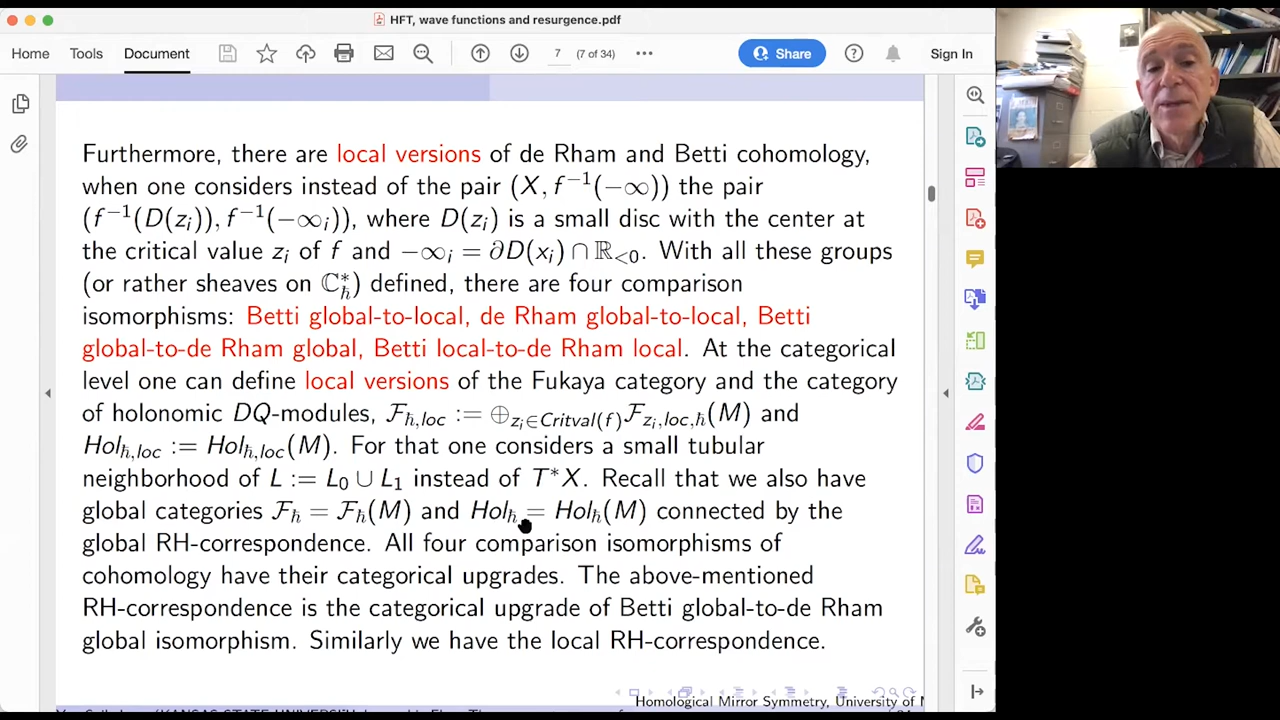 HFT, wave functions and resurgence.pdf
Home Tools Document 7 (7 of 34) Share Sign In
Furthermore, there are local versions of de Rham and Betti cohomology,
when one considers instead of the pair (X, f⁻¹(−∞)) the pair
(f⁻¹(D(zᵢ)), f⁻¹(−∞ᵢ)), where D(zᵢ) is a small disc with the center at
the critical value zᵢ of f and −∞ᵢ = ∂D(xᵢ) ∩ ℝ<0. With all these groups
(or rather sheaves on ℂ*ℏ) defined, there are four comparison
isomorphisms: Betti global-to-local, de Rham global-to-local, Betti
global-to-de Rham global, Betti local-to-de Rham local. At the categorical
level one can define local versions of the Fukaya category and the category
of holonomic DQ-modules, ℱℏ,loc := ⊕zᵢ∈Critval(f) ℱzᵢ,loc,ℏ(M) and
Holℏ,loc := Holℏ,loc(M). For that one considers a small tubular
neighborhood of L := L₀ ∪ L₁ instead of T*X. Recall that we also have
global categories ℱℏ = ℱℏ(M) and Holℏ = Holℏ(M) connected by the
global RH-correspondence. All four comparison isomorphisms of
cohomology have their categorical upgrades. The above-mentioned
RH-correspondence is the categorical upgrade of Betti global-to-de Rham
global isomorphism. Similarly we have the local RH-correspondence.
Homological Mirror Symmetry, University of